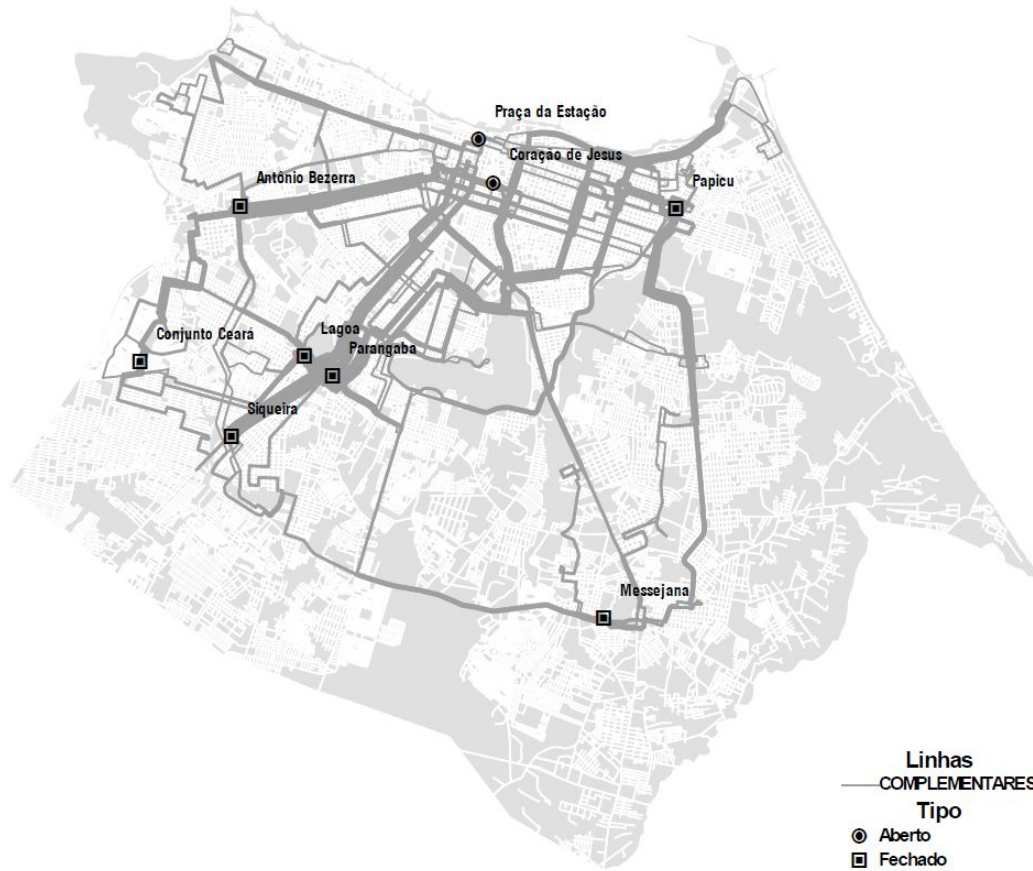 Praça da Estação
Coração de Jesus
Antônio Bezerra
Papicu
Lagoa
Conjunto Ceará
Parangaba
Siqueira
Messejana
Linhas
COMPLEMENTARES
Tipo
Aberto
Fechado